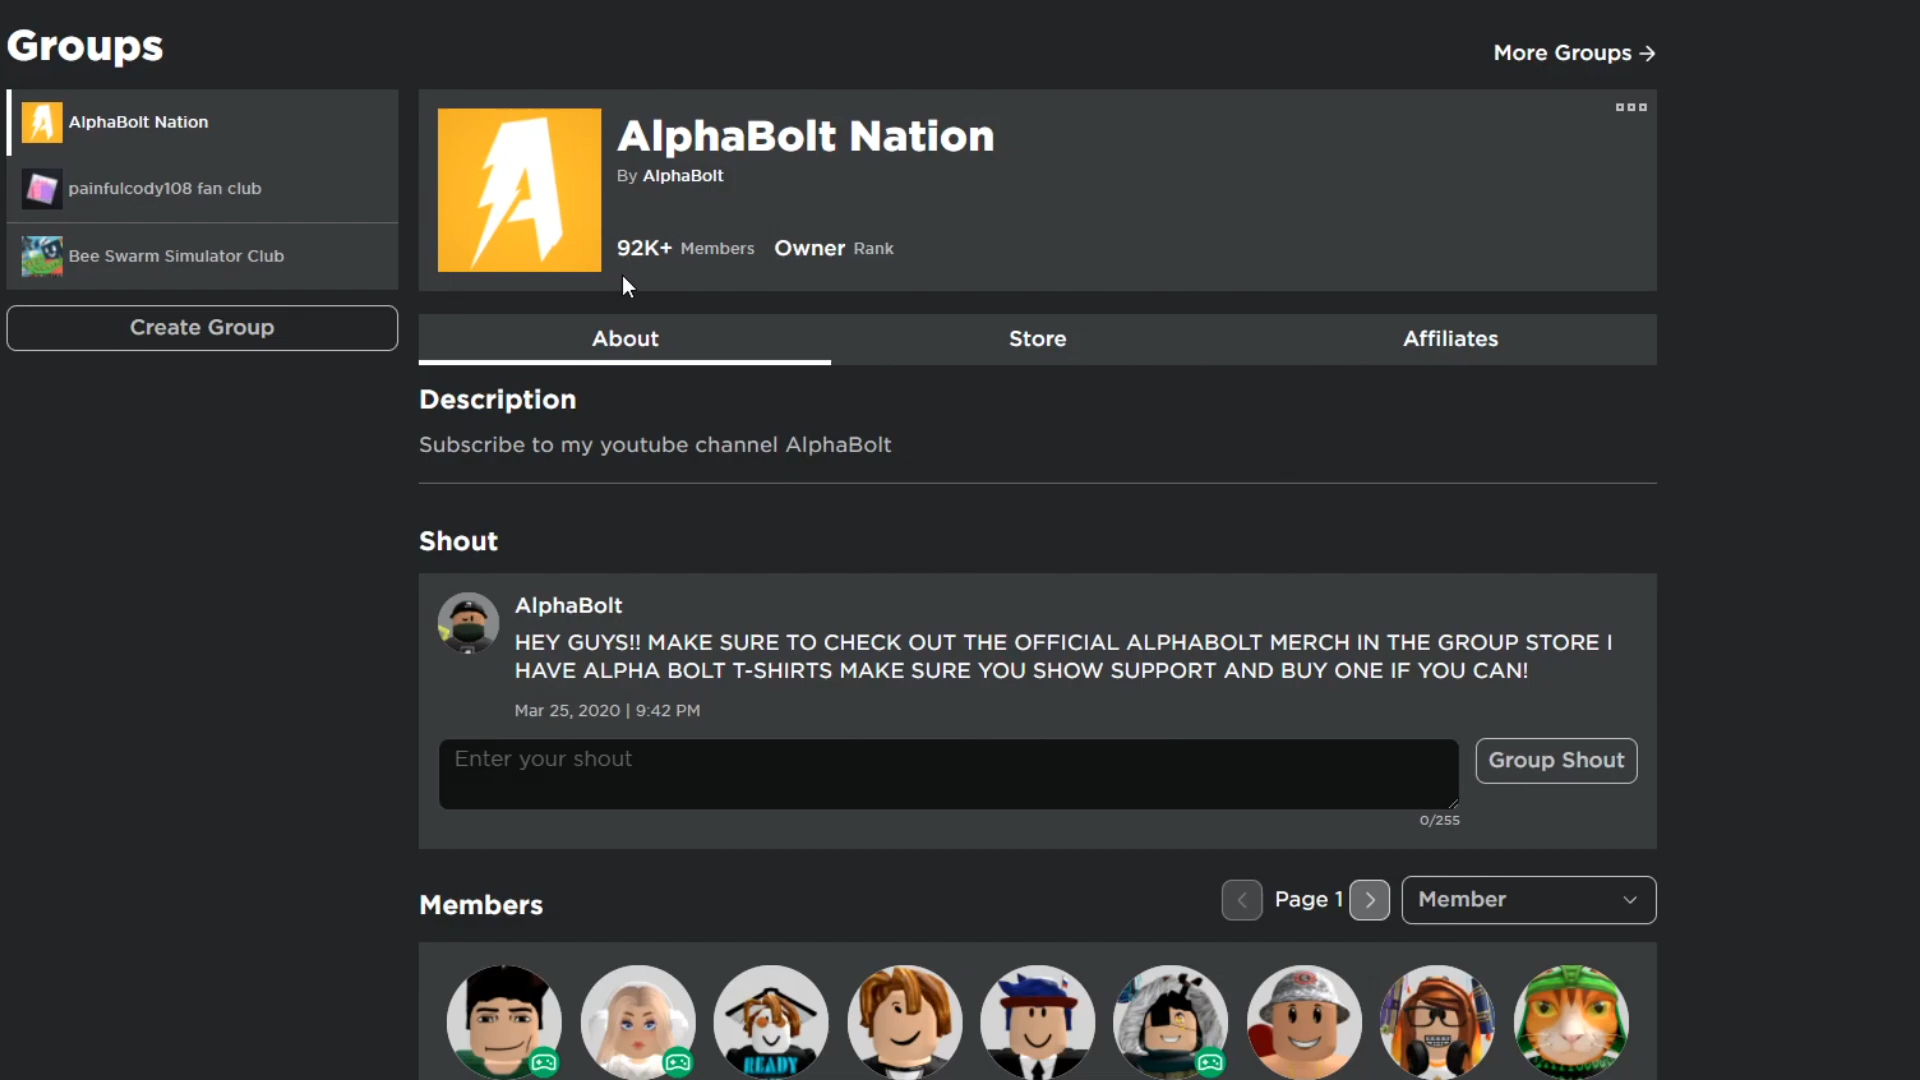 Groups
More Groups →
AlphaBolt Nation
painfulcody108 fan club
Bee Swarm Simulator Club
Create Group
A
AlphaBolt Nation
By AlphaBolt
92K+ Members Owner Rank
About Store Affiliates
Description
Subscribe to my youtube channel AlphaBolt
Shout
AlphaBolt
HEY GUYS!! MAKE SURE TO CHECK OUT THE OFFICIAL ALPHABOLT MERCH IN THE GROUP STORE I
HAVE ALPHA BOLT T-SHIRTS MAKE SURE YOU SHOW SUPPORT AND BUY ONE IF YOU CAN!
Mar 25, 2020 | 9:42 PM
Enter your shout
Group Shout
0/255
Members
Page 1
Member
READY